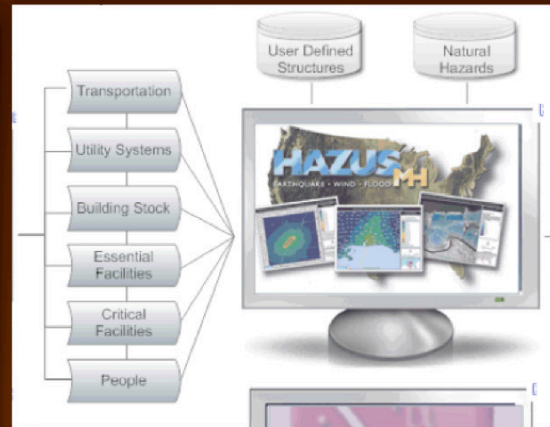 User Defined
Structures
Natural
Hazards
Transportation
Utility Systems
Building Stock
Essential
Facilities
Critical
Facilities
People
HAZUS
MH
EARTHQUAKE • WIND • FLOOD